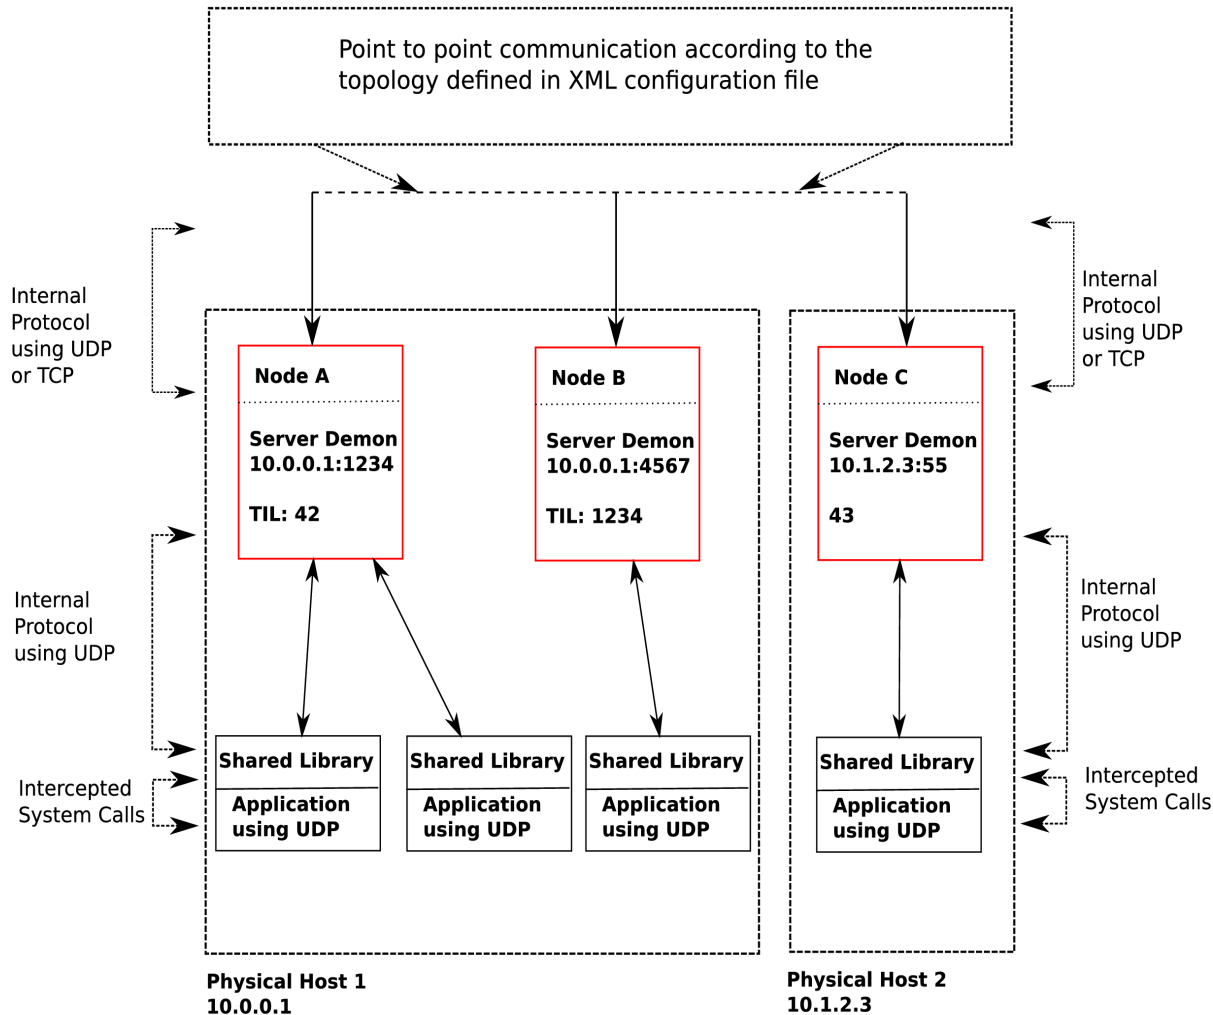 Point to point communication according to the
topology defined in XML configuration file
Internal
Protocol
using UDP
or TCP
Internal
Protocol
using UDP
or TCP
Node A
Server Demon
10.0.0.1:1234
TIL: 42
Node B
Server Demon
10.0.0.1:4567
TIL: 1234
Node C
Server Demon
10.1.2.3:55
43
Internal
Protocol
using UDP
Internal
Protocol
using UDP
Shared Library
Application
using UDP
Shared Library
Application
using UDP
Shared Library
Application
using UDP
Shared Library
Application
using UDP
Intercepted
System Calls
Intercepted
System Calls
Physical Host 1
10.0.0.1
Physical Host 2
10.1.2.3